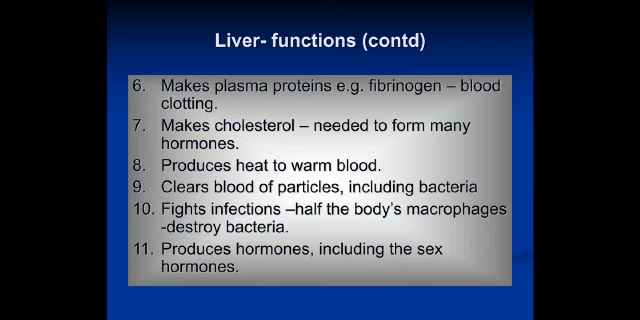 Liver- functions (contd)
6. Makes plasma proteins e.g. fibrinogen – blood
clotting.
7. Makes cholesterol – needed to form many
hormones.
8. Produces heat to warm blood.
9. Clears blood of particles, including bacteria
10. Fights infections –half the body's macrophages
-destroy bacteria.
11. Produces hormones, including the sex
hormones.